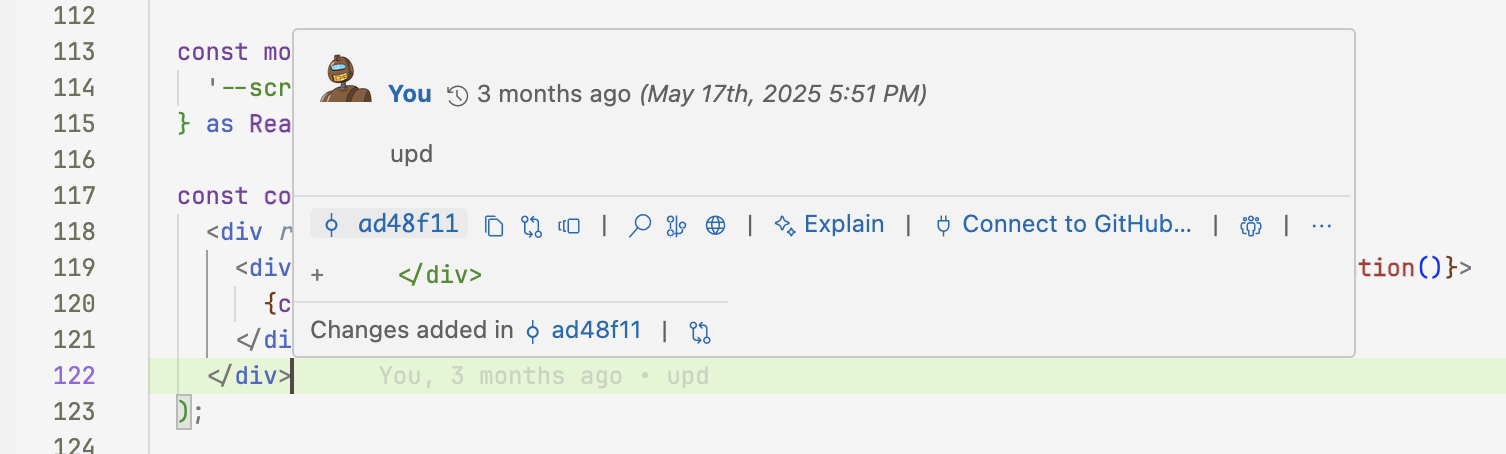 112
113 const mo
You 3 months ago (May 17th, 2025 5:51 PM)
114 '--scr
115 } as Rea
116
upd
117 const co
118 <div r
ad48f11 | | Explain | Connect to GitHub... | | ...
119 <div tion()}>
+ </div>
120 {c
121 </di
Changes added in ad48f11 |
122 </div> You, 3 months ago • upd
123 );
124